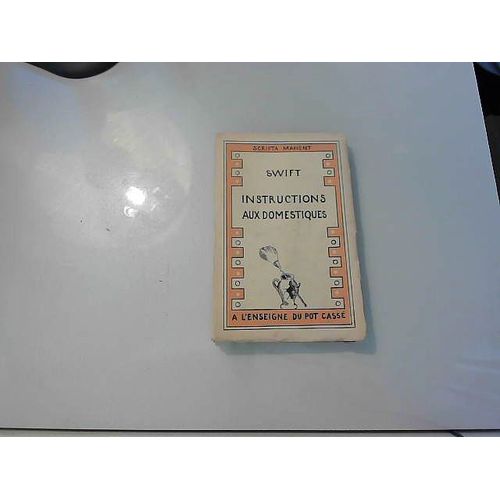 SCRIPTA MANENT
SWIFT
INSTRUCTIONS
AUX DOMESTIQUES
A L'ENSEIGNE DU POT CASSÉ